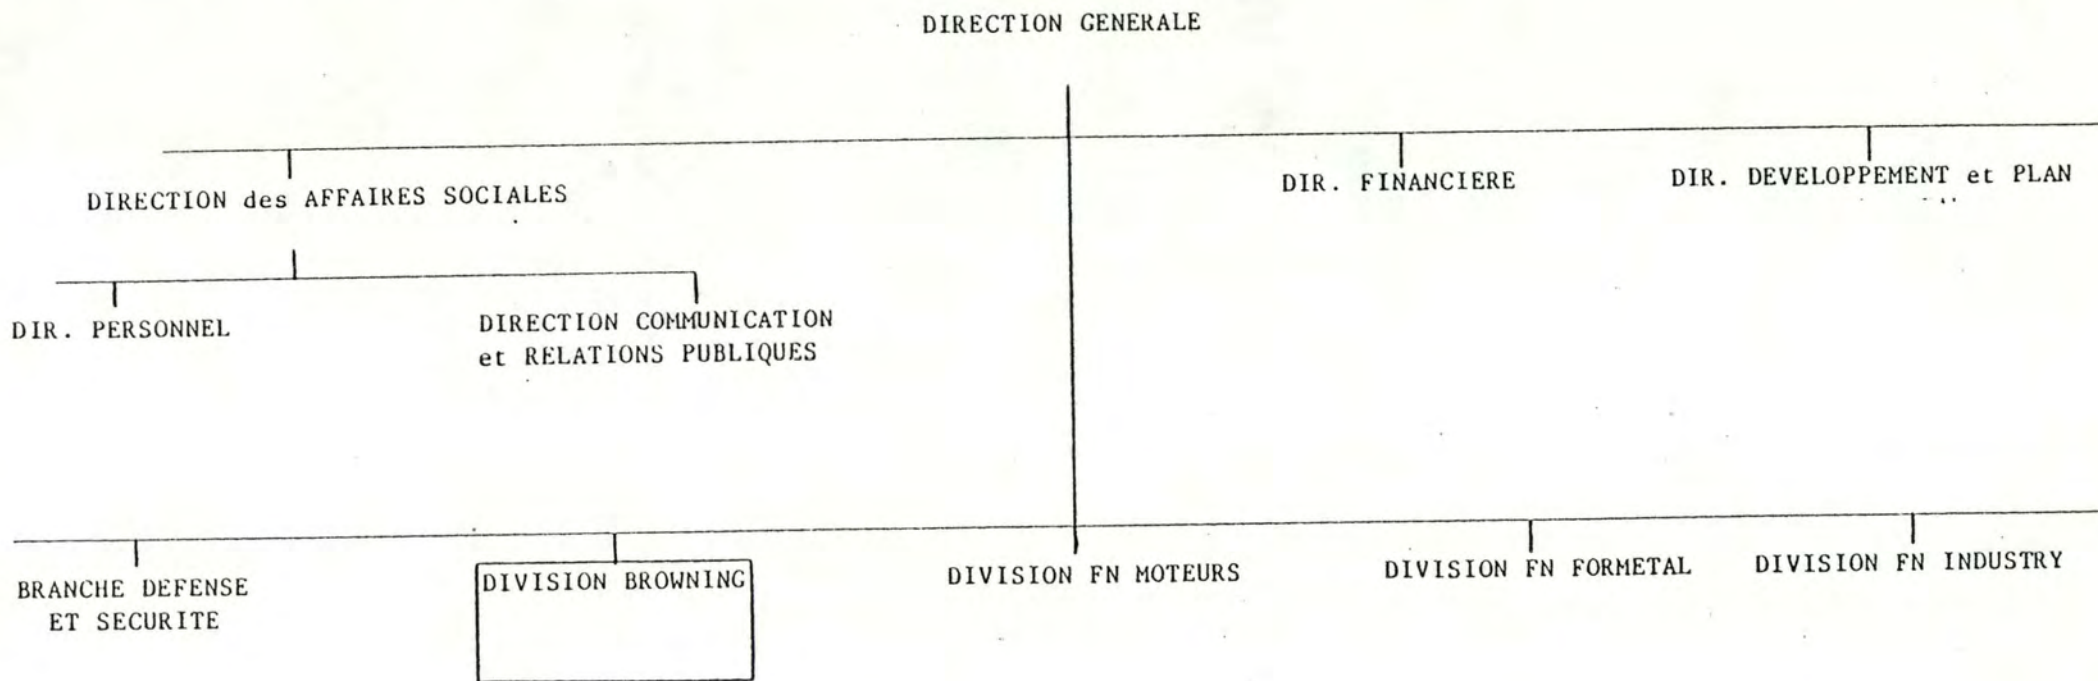 DIRECTION GENERALE
DIRECTION des AFFAIRES SOCIALES
DIR. FINANCIERE
DIR. DEVELOPPEMENT et PLAN
DIR. PERSONNEL
DIRECTION COMMUNICATION
et RELATIONS PUBLIQUES
BRANCHE DEFENSE
ET SECURITE
DIVISION BROWNING
DIVISION FN MOTEURS
DIVISION FN FORMETAL
DIVISION FN INDUSTRY